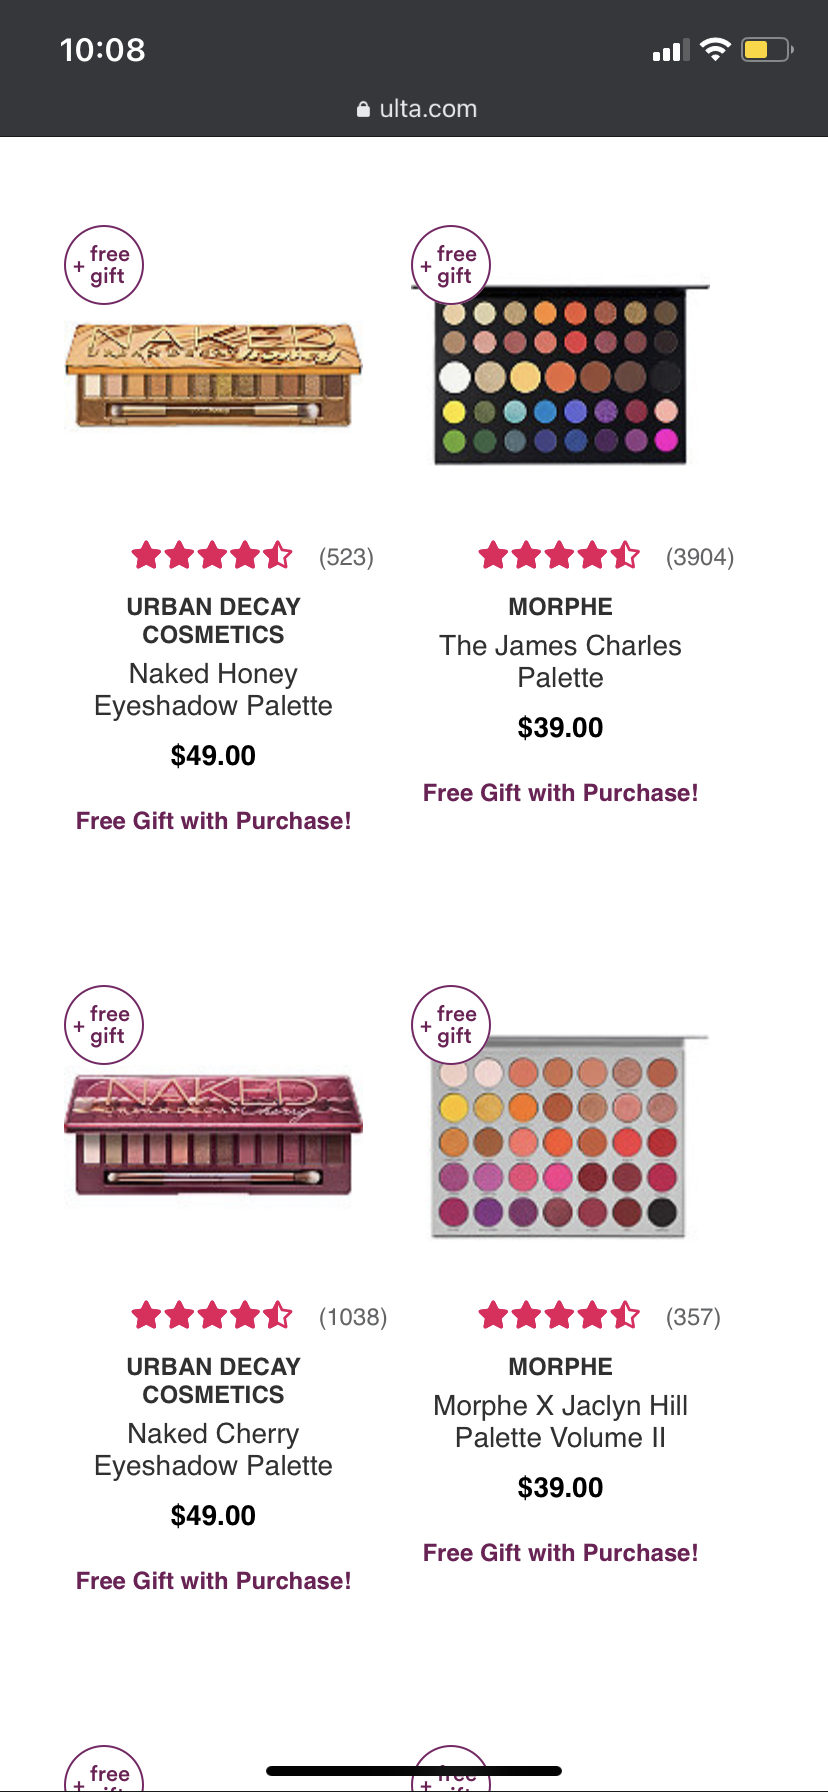 10:08
ulta.com
+ free
gift
+ free
gift
NAKED
(523)
(3904)
URBAN DECAY
COSMETICS
Naked Honey
Eyeshadow Palette
$49.00
Free Gift with Purchase!
MORPHE
The James Charles
Palette
$39.00
Free Gift with Purchase!
+ free
gift
+ free
gift
NAKED
URBAN DECAY Cherry
(1038)
(357)
URBAN DECAY
COSMETICS
Naked Cherry
Eyeshadow Palette
$49.00
Free Gift with Purchase!
MORPHE
Morphe X Jaclyn Hill
Palette Volume II
$39.00
Free Gift with Purchase!
+ free
+ free